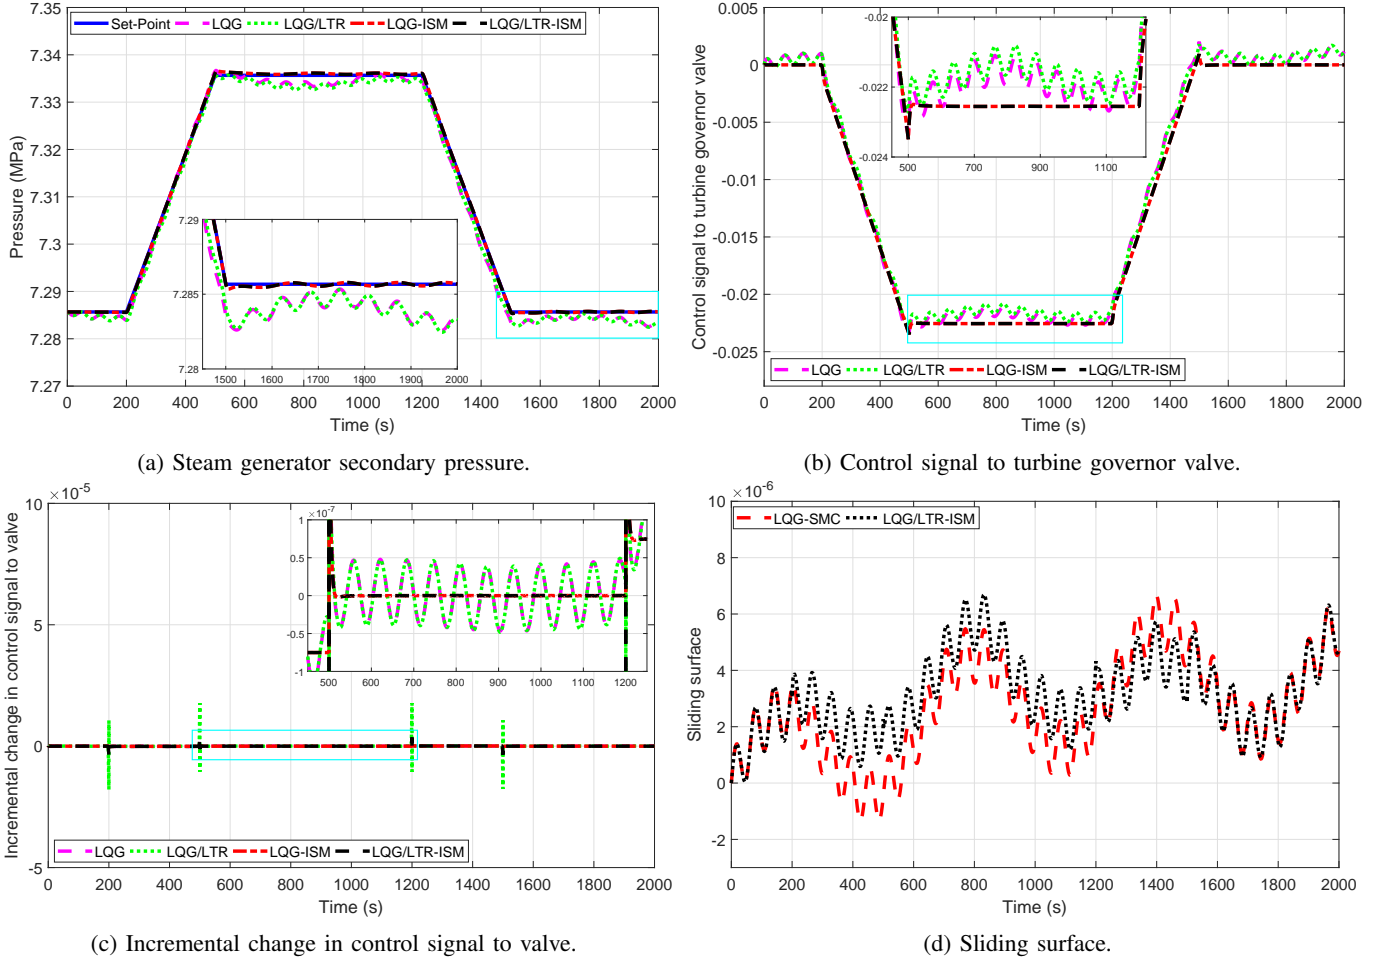 7.35
7.34
7.33
7.32
7.31
7.3
7.29
7.28
7.27
Pressure (MPa)
Set-Point LQG LQG/LTR LQG-ISM LQG/LTR-ISM
7.29
7.285
7.28
1500 1600 1700 1800 1900 2000
0 200 400 600 800 1000 1200 1400 1600 1800 2000
Time (s)
(a) Steam generator secondary pressure.
0.005
0
-0.005
-0.01
-0.015
-0.02
-0.025
Control signal to turbine governor valve
-0.02
-0.022
-0.024
500 700 900 1100
LQG LQG/LTR LQG-ISM LQG/LTR-ISM
0 200 400 600 800 1000 1200 1400 1600 1800 2000
Time (s)
(b) Control signal to turbine governor valve.
×10-5
10
5
0
-5
Incremental change in control signal to valve
×10-7
1
0.5
0
-0.5
-1
500 600 700 800 900 1000 1100 1200
LQG LQG/LTR LQG-ISM LQG/LTR-ISM
0 200 400 600 800 1000 1200 1400 1600 1800 2000
Time (s)
(c) Incremental change in control signal to valve.
×10-6
10
8
6
4
2
0
-2
Sliding surface
LQG-SMC LQG/LTR-ISM
0 200 400 600 800 1000 1200 1400 1600 1800 2000
Time (s)
(d) Sliding surface.